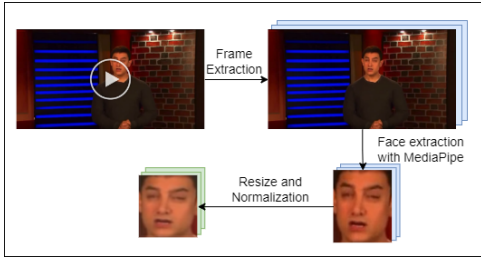 Frame
Extraction
Face extraction
with MediaPipe
Resize and
Normalization